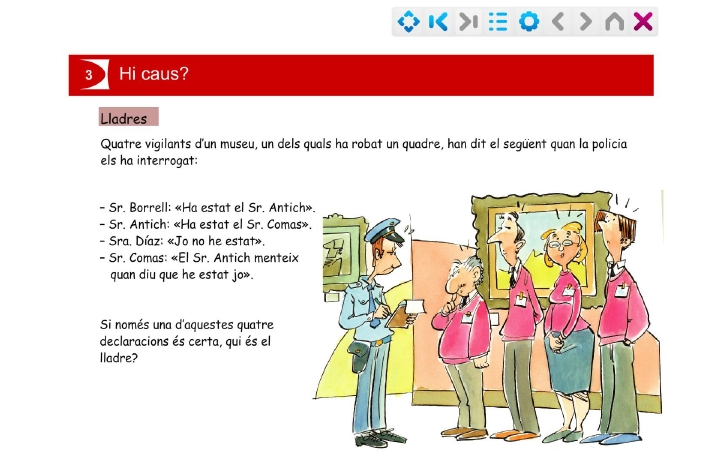 3 Hi caus?
Lladres
Quatre vigilants d'un museu, un dels quals ha robat un quadre, han dit el següent quan la policia
els ha interrogat:
– Sr. Borrell: «Ha estat el Sr. Antich».
– Sr. Antich: «Ha estat el Sr. Comas».
– Sra. Díaz: «Jo no he estat».
– Sr. Comas: «El Sr. Antich menteix
quan diu que he estat jo».
Si només una d'aquestes quatre
declaracions és certa, qui és el
lladre?